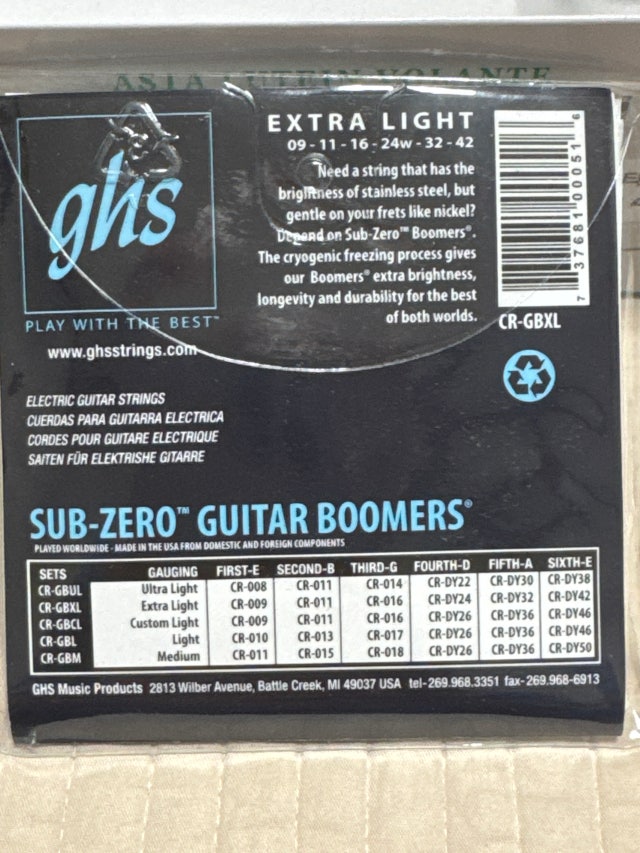 ASTA LUTEIN VOLANTE
ghs
PLAY WITH THE BEST™
www.ghsstrings.com
EXTRA LIGHT
09 - 11 - 16 - 24w - 32 - 42
Need a string that has the
brightness of stainless steel, but
gentle on your frets like nickel?
Depend on Sub-Zero™ Boomers®.
The cryogenic freezing process gives
our Boomers® extra brightness,
longevity and durability for the best
of both worlds.
7 37681 00051 6
CR-GBXL
ELECTRIC GUITAR STRINGS
CUERDAS PARA GUITARRA ELECTRICA
CORDES POUR GUITARE ELECTRIQUE
SAITEN FÜR ELEKTRISHE GITARRE
SUB-ZERO™ GUITAR BOOMERS®
PLAYED WORLDWIDE - MADE IN THE USA FROM DOMESTIC AND FOREIGN COMPONENTS
SETS GAUGING FIRST-E SECOND-B THIRD-G FOURTH-D FIFTH-A SIXTH-E
CR-GBUL Ultra Light CR-008 CR-011 CR-014 CR-DY22 CR-DY30 CR-DY38
CR-GBXL Extra Light CR-009 CR-011 CR-016 CR-DY24 CR-DY32 CR-DY42
CR-GBCL Custom Light CR-009 CR-011 CR-016 CR-DY26 CR-DY36 CR-DY46
CR-GBL Light CR-010 CR-013 CR-017 CR-DY26 CR-DY36 CR-DY46
CR-GBM Medium CR-011 CR-015 CR-018 CR-DY26 CR-DY36 CR-DY50
GHS Music Products 2813 Wilber Avenue, Battle Creek, MI 49037 USA tel-269.968.3351 fax-269.968-6913